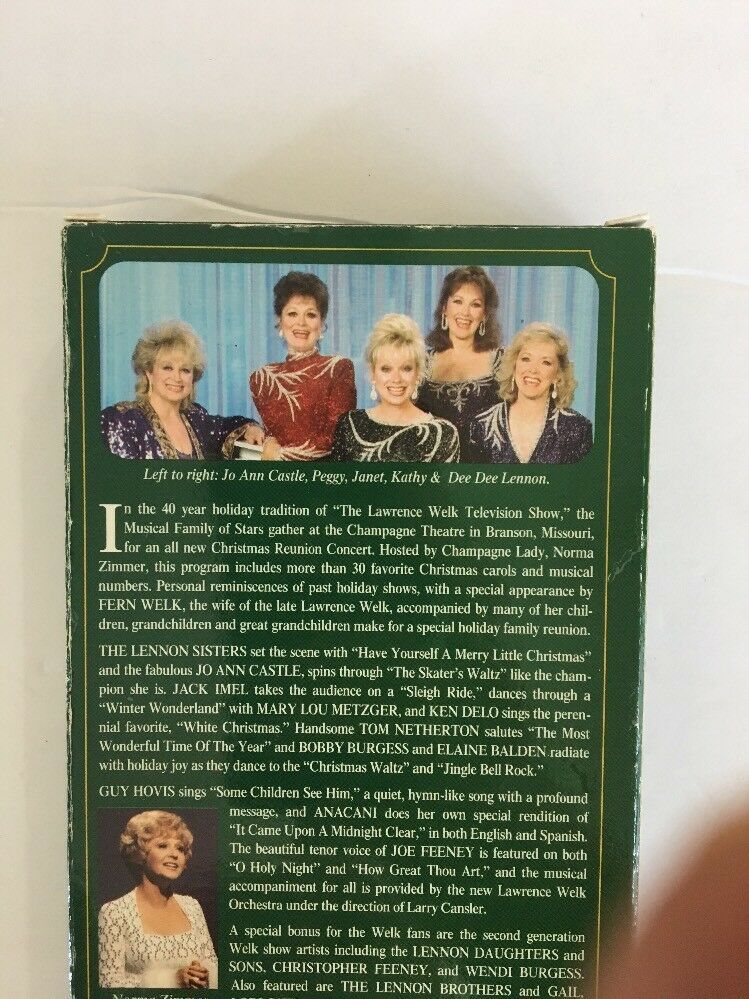 Left to right: Jo Ann Castle, Peggy, Janet, Kathy & Dee Dee Lennon.
In the 40 year holiday tradition of “The Lawrence Welk Television Show,” the
Musical Family of Stars gather at the Champagne Theatre in Branson, Missouri,
for an all new Christmas Reunion Concert. Hosted by Champagne Lady, Norma
Zimmer, this program includes more than 30 favorite Christmas carols and musical
numbers. Personal reminiscences of past holiday shows, with a special appearance by
FERN WELK, the wife of the late Lawrence Welk, accompanied by many of her chil-
dren, grandchildren and great grandchildren make for a special holiday family reunion.
THE LENNON SISTERS set the scene with “Have Yourself A Merry Little Christmas”
and the fabulous JO ANN CASTLE, spins through “The Skater's Waltz” like the cham-
pion she is. JACK IMEL takes the audience on a “Sleigh Ride,” dances through a
“Winter Wonderland” with MARY LOU METZGER, and KEN DELO sings the peren-
nial favorite, “White Christmas.” Handsome TOM NETHERTON salutes “The Most
Wonderful Time Of The Year” and BOBBY BURGESS and ELAINE BALDEN radiate
with holiday joy as they dance to the “Christmas Waltz” and “Jingle Bell Rock.”
GUY HOVIS sings “Some Children See Him,” a quiet, hymn-like song with a profound
message, and ANACANI does her own special rendition of
“It Came Upon A Midnight Clear,” in both English and Spanish.
The beautiful tenor voice of JOE FEENEY is featured on both
“O Holy Night” and “How Great Thou Art,” and the musical
accompaniment for all is provided by the new Lawrence Welk
Orchestra under the direction of Larry Cansler.
A special bonus for the Welk fans are the second generation
Welk show artists including the LENNON DAUGHTERS and
SONS, CHRISTOPHER FEENEY, and WENDI BURGESS.
Also featured are THE LENNON BROTHERS and GAIL,
Norma Zimmer